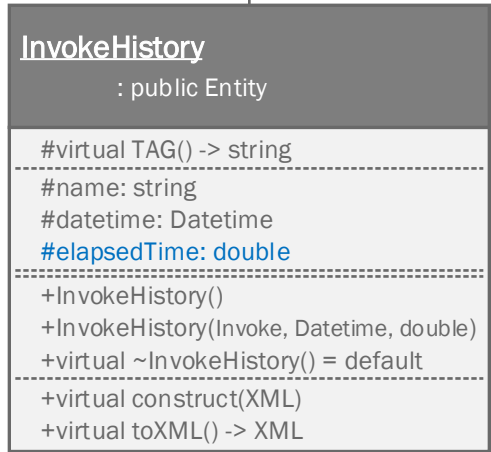 InvokeHistory
: public Entity
#virtual TAG() -> string
#name: string
#datetime: Datetime
#elapsedTime: double
+InvokeHistory()
+InvokeHistory(Invoke, Datetime, double)
+virtual ~InvokeHistory() = default
+virtual construct(XML)
+virtual toXML() -> XML